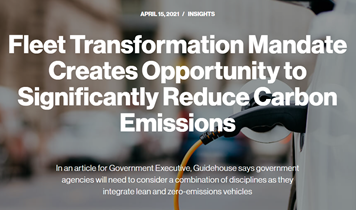 APRIL 15, 2021 / INSIGHTS
Fleet Transformation Mandate
Creates Opportunity to
Significantly Reduce Carbon
Emissions
In an article for Government Executive, Guidehouse says government
agencies will need to consider a combination of disciplines as they
integrate lean and zero-emissions vehicles